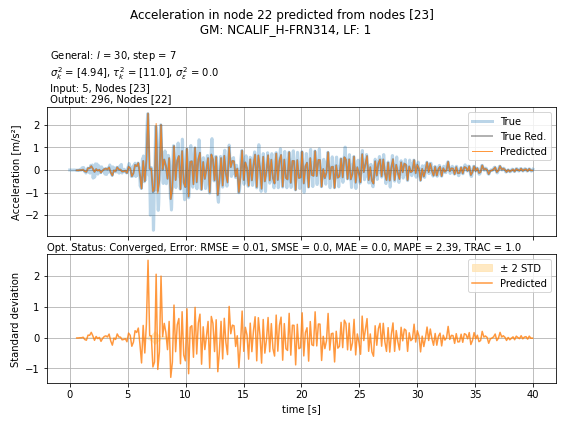 Acceleration in node 22 predicted from nodes [23]
GM: NCALIF_H-FRN314, LF: 1
General: l = 30, step = 7
σ²ₖ = [4.94], τ²ₖ = [11.0], σ²ε = 0.0
Input: 5, Nodes [23]
Output: 296, Nodes [22]
Acceleration [m/s²]
2
1
0
−1
−2
True
True Red.
Predicted
Opt. Status: Converged, Error: RMSE = 0.01, SMSE = 0.0, MAE = 0.0, MAPE = 2.39, TRAC = 1.0
Standard deviation
2
1
0
−1
± 2 STD
Predicted
0 5 10 15 20 25 30 35 40
time [s]